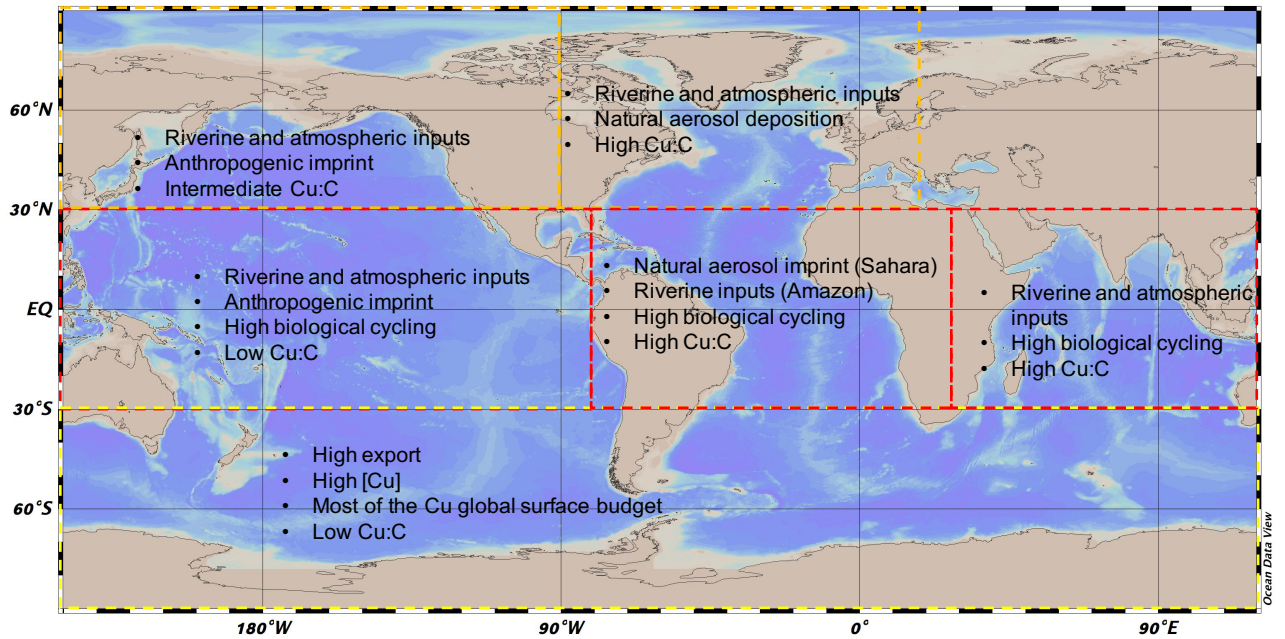 60°N
30°N
EQ
30°S
60°S
• Riverine and atmospheric inputs
• Natural aerosol deposition
• High Cu:C
• Riverine and atmospheric inputs
• Anthropogenic imprint
• Intermediate Cu:C
• Riverine and atmospheric inputs
• Anthropogenic imprint
• High biological cycling
• Low Cu:C
• Natural aerosol imprint (Sahara)
• Riverine inputs (Amazon)
• High biological cycling
• High Cu:C
• Riverine and atmospheric
inputs
• High biological cycling
• High Cu:C
• High export
• High [Cu]
• Most of the Cu global surface budget
• Low Cu:C
180°W
90°W
0°
90°E
Ocean Data View